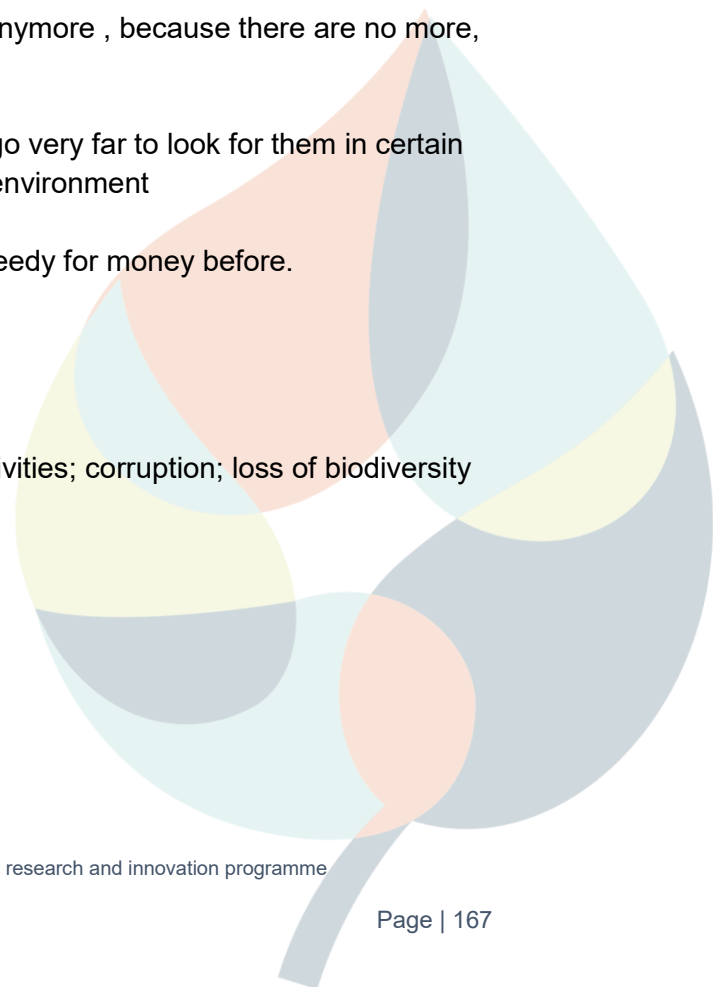 nymore , because there are no more,
go very far to look for them in certain
environment
eedy for money before.
ivities; corruption; loss of biodiversity
research and innovation programme
Page | 167